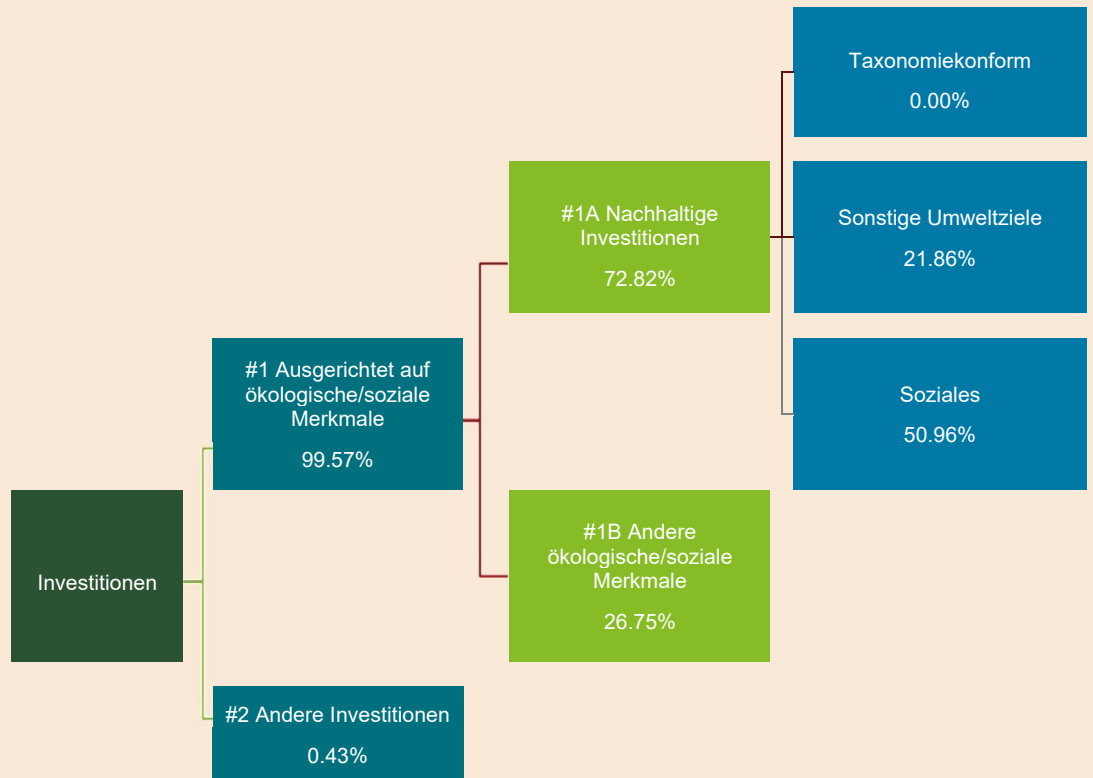 Taxonomiekonform
0.00%
#1A Nachhaltige
Investitionen
72.82%
Sonstige Umweltziele
21.86%
#1 Ausgerichtet auf
ökologische/soziale
Merkmale
99.57%
Soziales
50.96%
Investitionen
#1B Andere
ökologische/soziale
Merkmale
26.75%
#2 Andere Investitionen
0.43%